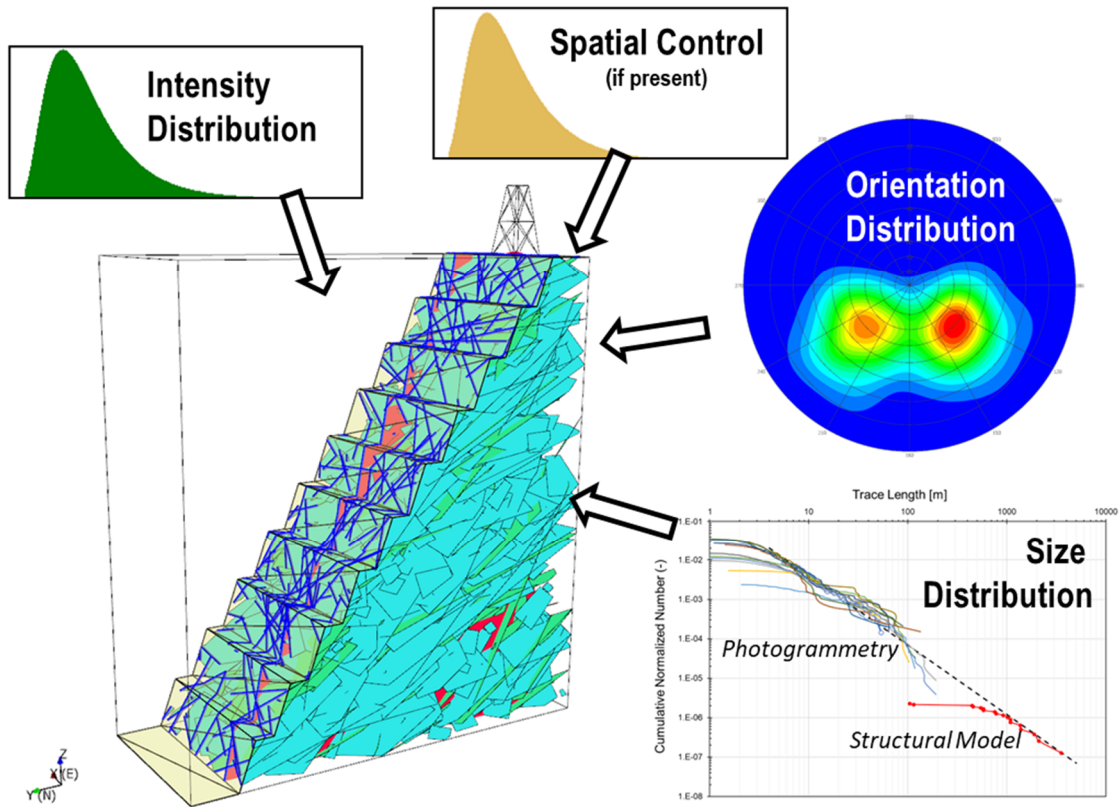 Intensity
Distribution
Spatial Control
(if present)
Orientation
Distribution
Trace Length [m]
1 10 100 1000 10000
1.E-01
1.E-02
1.E-03
1.E-04
1.E-05
1.E-06
1.E-07
1.E-08
Cumulative Normalized Number (-)
Size
Distribution
Photogrammetry
Structural Model
Z
X (E)
Y (N)